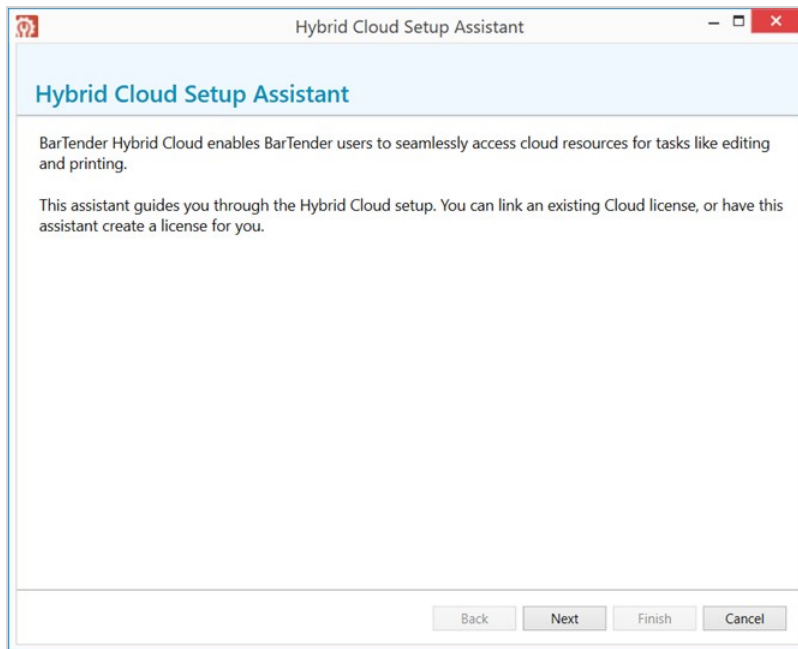 Hybrid Cloud Setup Assistant
Hybrid Cloud Setup Assistant
BarTender Hybrid Cloud enables BarTender users to seamlessly access cloud resources for tasks like editing
and printing.
This assistant guides you through the Hybrid Cloud setup. You can link an existing Cloud license, or have this
assistant create a license for you.
Back Next Finish Cancel